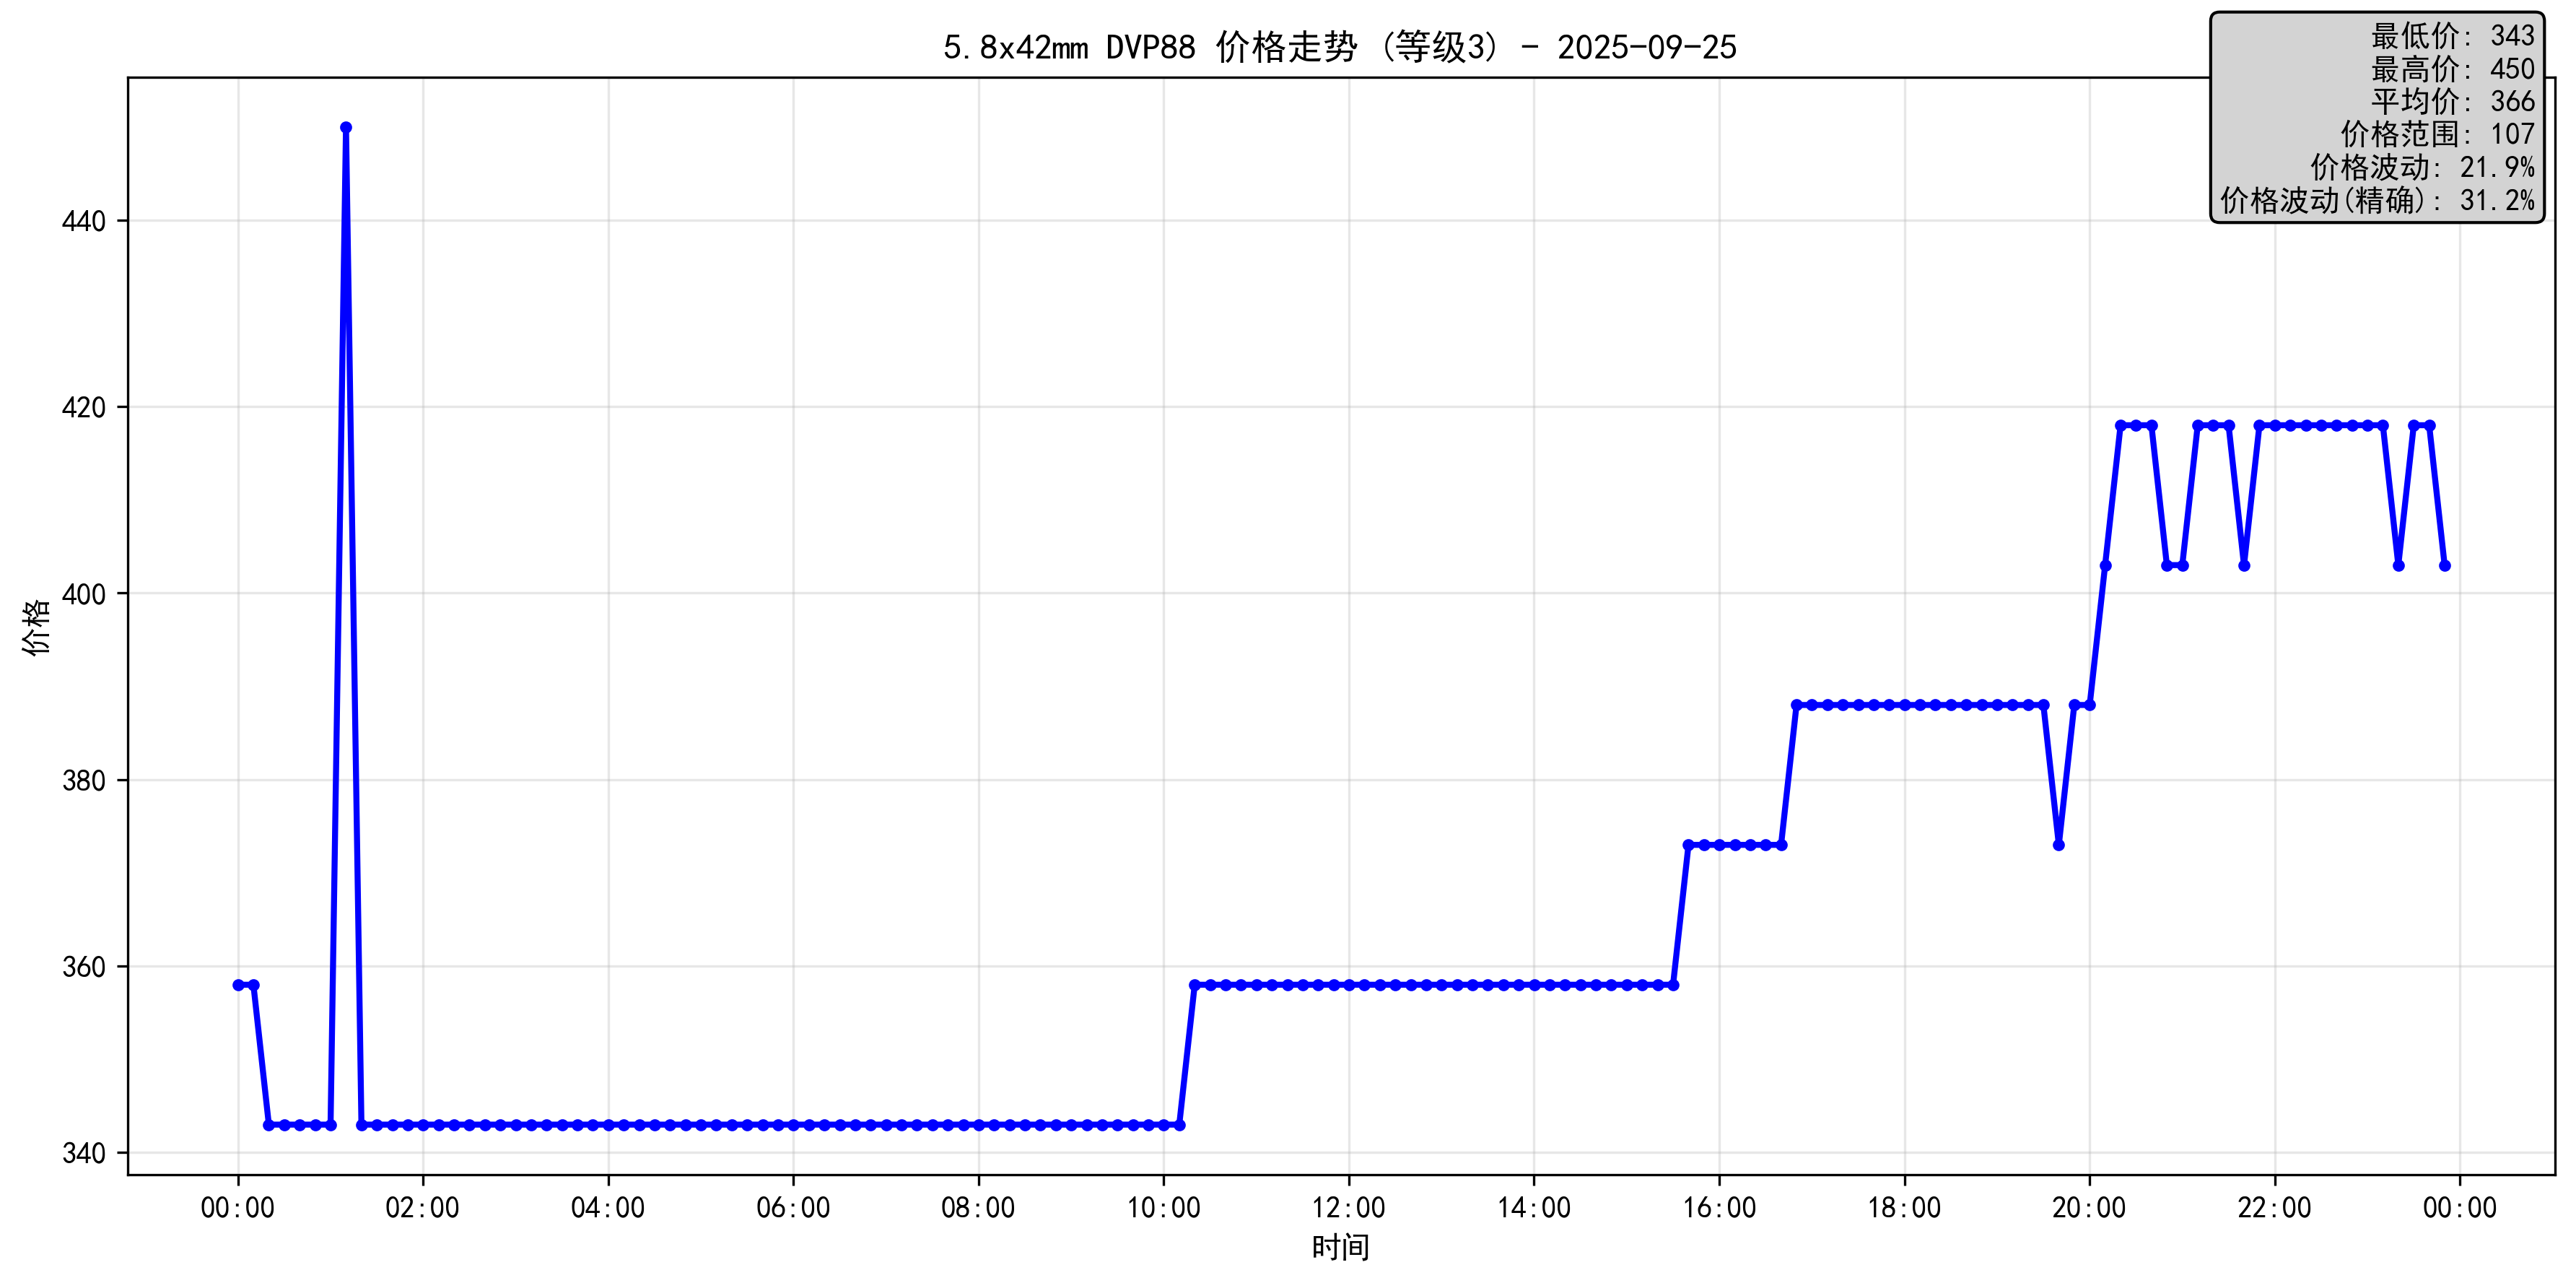 5.8x42mm DVP88 价格走势 (等级3) - 2025-09-25
最低价: 343
最高价: 450
平均价: 366
价格范围: 107
价格波动: 21.9%
价格波动(精确): 31.2%
价格
440
420
400
380
360
340
00:00 02:00 04:00 06:00 08:00 10:00 12:00 14:00 16:00 18:00 20:00 22:00 00:00
时间